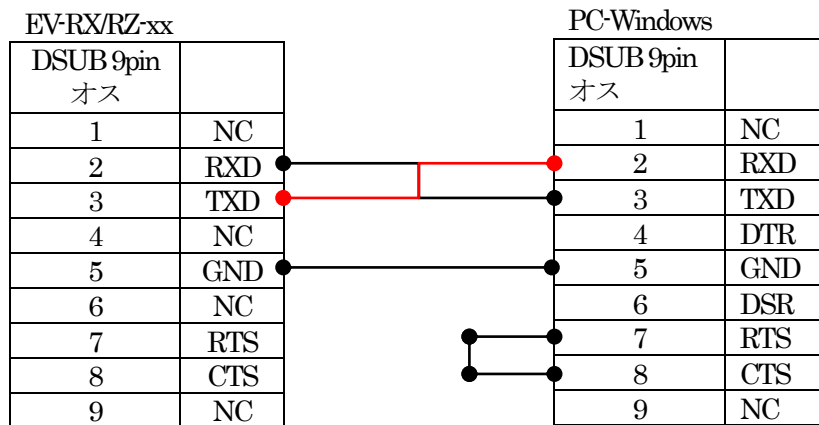 EV-RX/RZ-xx
DSUB 9pin
オス
1 NC
2 RXD
3 TXD
4 NC
5 GND
6 NC
7 RTS
8 CTS
9 NC
PC-Windows
DSUB 9pin
オス
1 NC
2 RXD
3 TXD
4 DTR
5 GND
6 DSR
7 RTS
8 CTS
9 NC